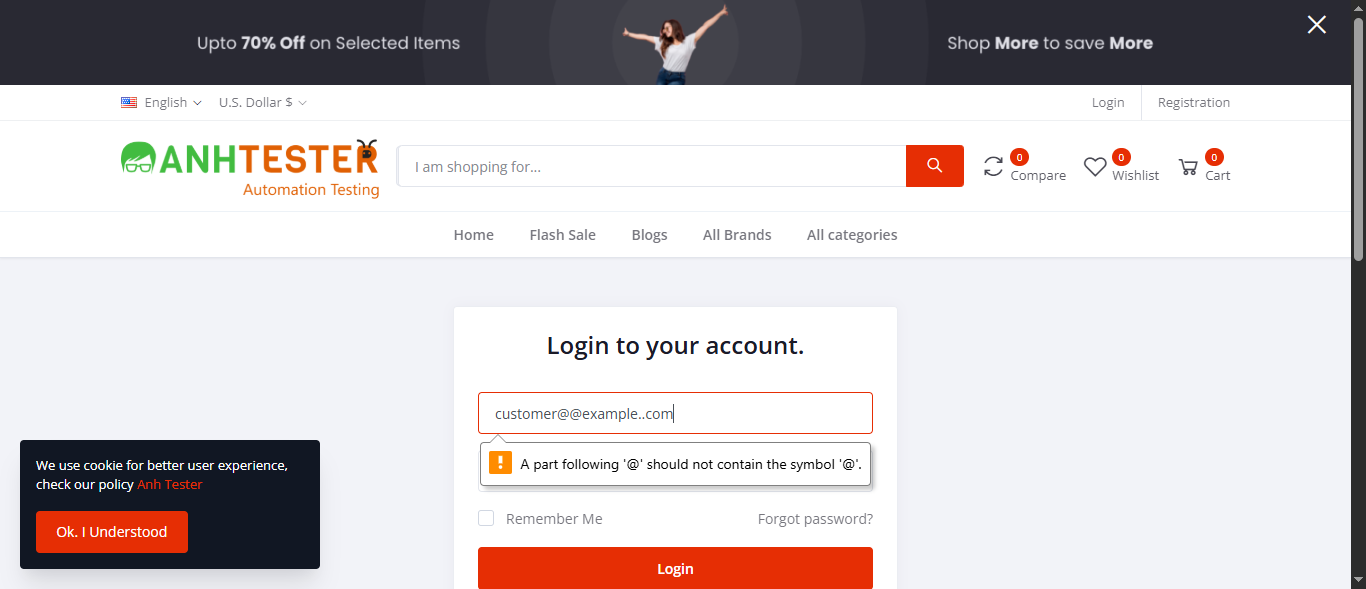 Upto 70% Off on Selected Items
Shop More to save More
English
U.S. Dollar $
Login
Registration
ANHTESTER
Automation Testing
I am shopping for...
0
Compare
0
Wishlist
0
Cart
Home
Flash Sale
Blogs
All Brands
All categories
Login to your account.
customer@@example..com
A part following '@' should not contain the symbol '@'.
Remember Me
Forgot password?
Login
We use cookie for better user experience,
check our policy Anh Tester
Ok. I Understood